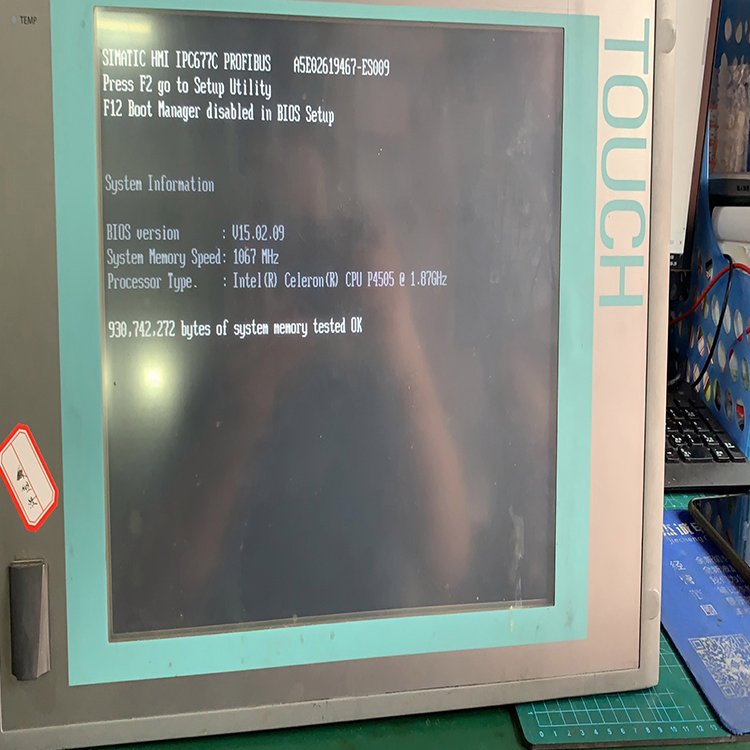 TEMP
SIMATIC HMI IPC677C PROFIBUS A5E02619467-ES009
Press F2 go to Setup Utility
F12 Boot Manager disabled in BIOS Setup
System Information
BIOS version : V15.02.09
System Memory Speed: 1067 MHz
Processor Type. : Intel(R) Celeron(R) CPU P4505 @ 1.87GHz
930,742,272 bytes of system memory tested OK
TOUCH